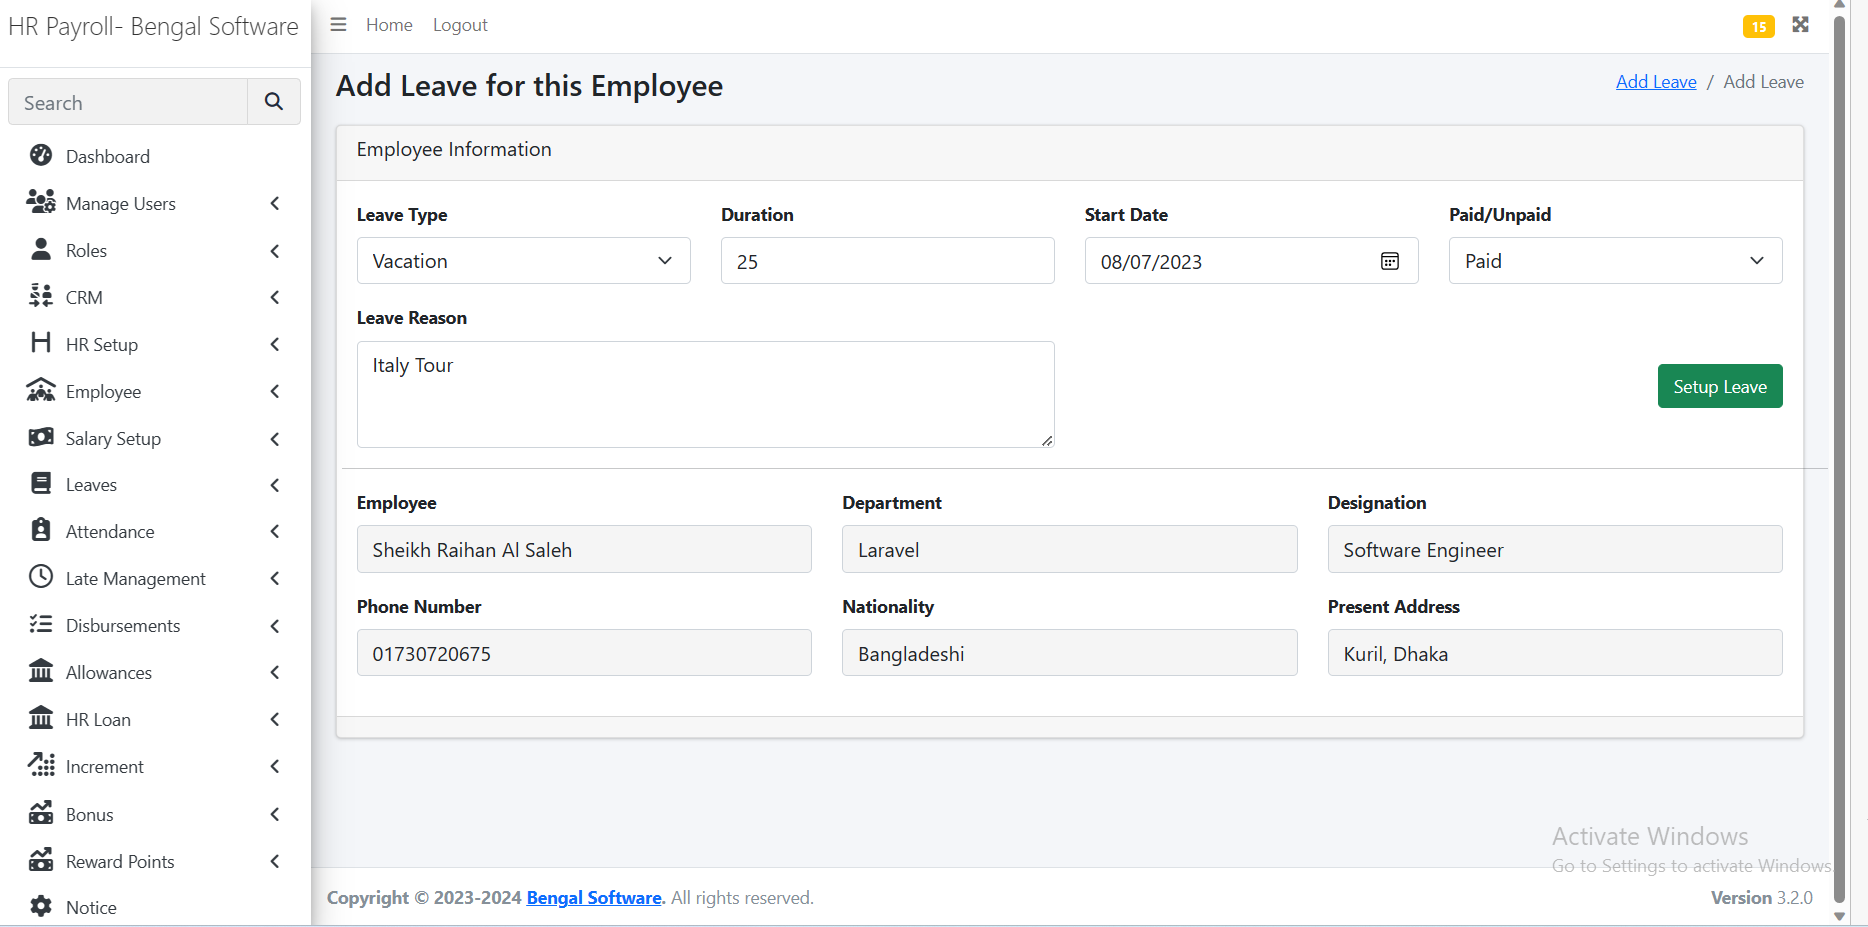 HR Payroll- Bengal Software
Home
Logout
15
Search
Dashboard
Manage Users
Roles
CRM
HR Setup
Employee
Salary Setup
Leaves
Attendance
Late Management
Disbursements
Allowances
HR Loan
Increment
Bonus
Reward Points
Notice
Add Leave for this Employee
Add Leave / Add Leave
Employee Information
Leave Type
Duration
Start Date
Paid/Unpaid
Vacation
25
08/07/2023
Paid
Leave Reason
Italy Tour
Setup Leave
Employee
Department
Designation
Sheikh Raihan Al Saleh
Laravel
Software Engineer
Phone Number
Nationality
Present Address
01730720675
Bangladeshi
Kuril, Dhaka
Activate Windows
Go to Settings to activate Windows.
Copyright © 2023-2024 Bengal Software. All rights reserved.
Version 3.2.0